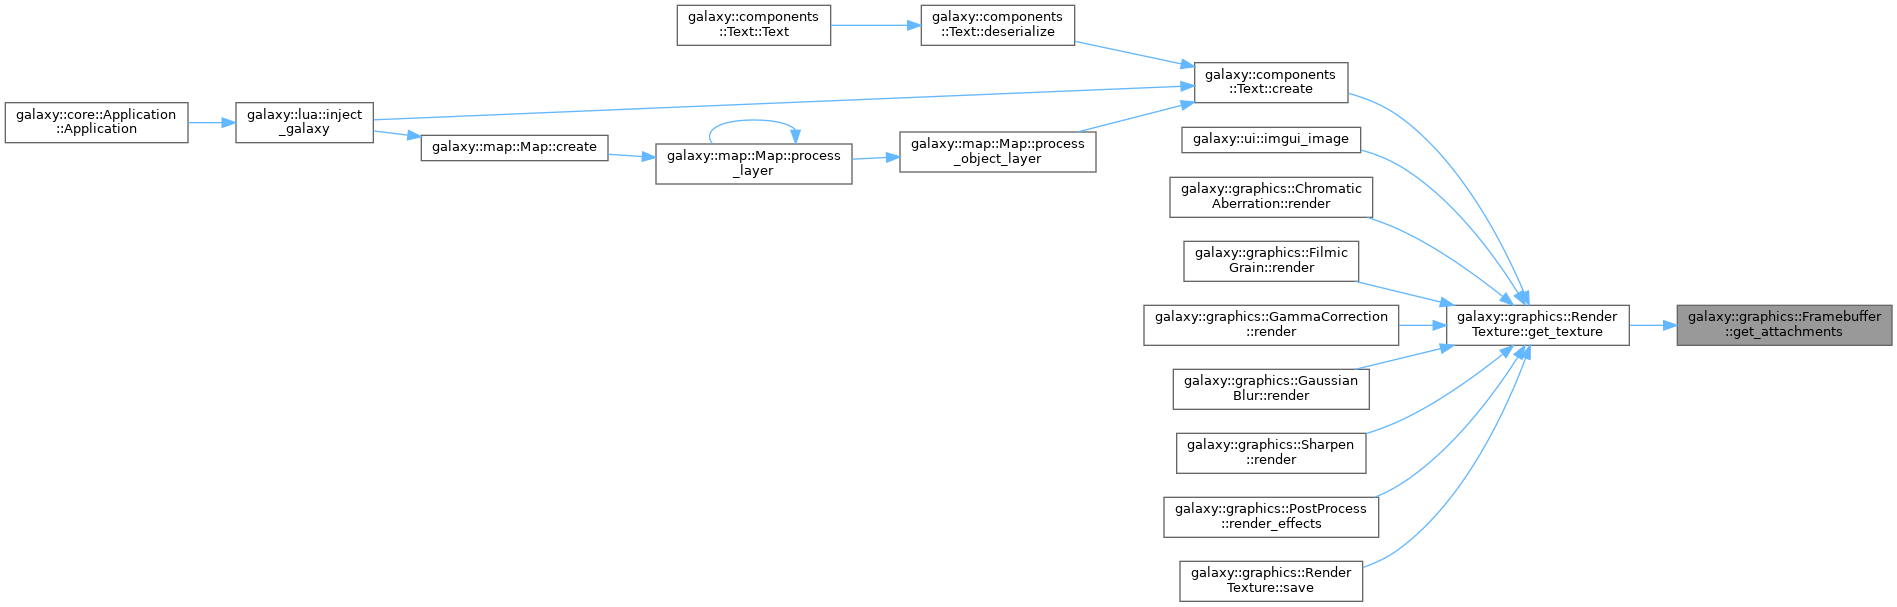 galaxy::components
::Text::Text
galaxy::components
::Text::deserialize
galaxy::components
::Text::create
galaxy::core::Application
::Application
galaxy::lua::inject
_galaxy
galaxy::map::Map::create
galaxy::map::Map::process
_layer
galaxy::map::Map::process
_object_layer
galaxy::ui::imgui_image
galaxy::graphics::Chromatic
Aberration::render
galaxy::graphics::Filmic
Grain::render
galaxy::graphics::GammaCorrection
::render
galaxy::graphics::Render
Texture::get_texture
galaxy::graphics::Framebuffer
::get_attachments
galaxy::graphics::Gaussian
Blur::render
galaxy::graphics::Sharpen
::render
galaxy::graphics::PostProcess
::render_effects
galaxy::graphics::Render
Texture::save